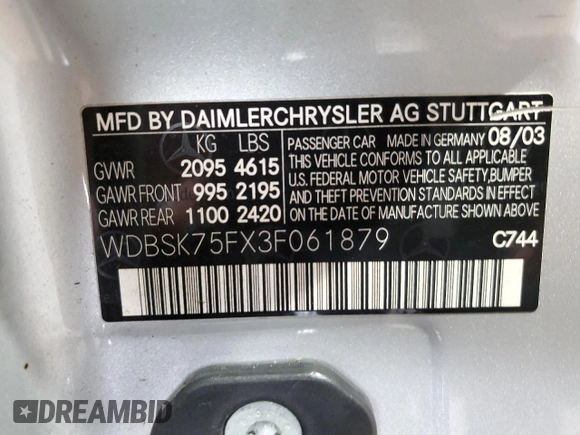 MFD BY DAIMLERCHRYSLER AG STUTTGART
KG LBS
GVWR 2095 4615
GAWR FRONT 995 2195
GAWR REAR 1100 2420
PASSENGER CAR MADE IN GERMANY 08/03
THIS VEHICLE CONFORMS TO ALL APPLICABLE
U.S. FEDERAL MOTOR VEHICLE SAFETY, BUMPER
AND THEFT PREVENTION STANDARDS IN EFFECT
ON THE DATE OF MANUFACTURE SHOWN ABOVE.
WDBSK75FX3F061879 C744
DREAMBID